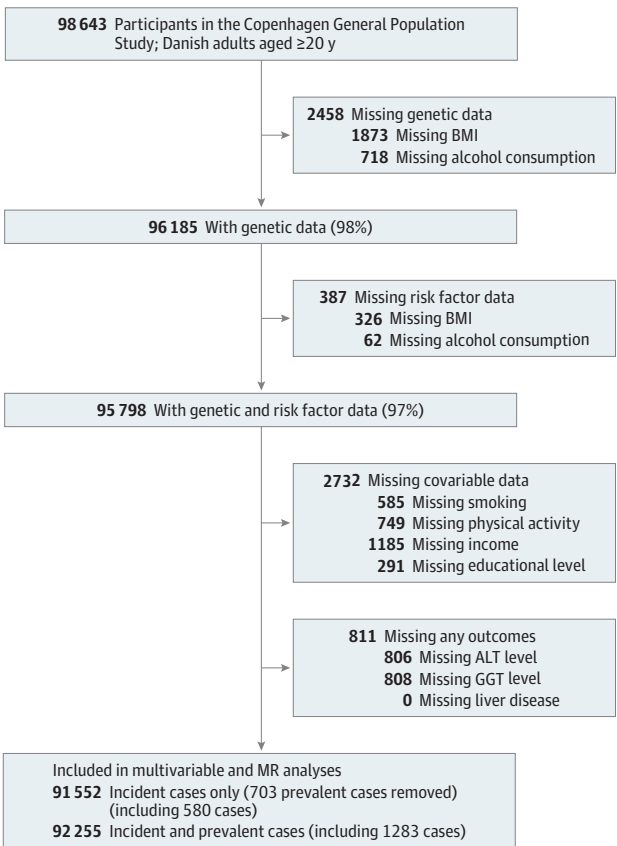 98 643 Participants in the Copenhagen General Population
Study; Danish adults aged ≥20 y
2458 Missing genetic data
1873 Missing BMI
718 Missing alcohol consumption
96 185 With genetic data (98%)
387 Missing risk factor data
326 Missing BMI
62 Missing alcohol consumption
95 798 With genetic and risk factor data (97%)
2732 Missing covariable data
585 Missing smoking
749 Missing physical activity
1185 Missing income
291 Missing educational level
811 Missing any outcomes
806 Missing ALT level
808 Missing GGT level
0 Missing liver disease
Included in multivariable and MR analyses
91 552 Incident cases only (703 prevalent cases removed)
(including 580 cases)
92 255 Incident and prevalent cases (including 1283 cases)